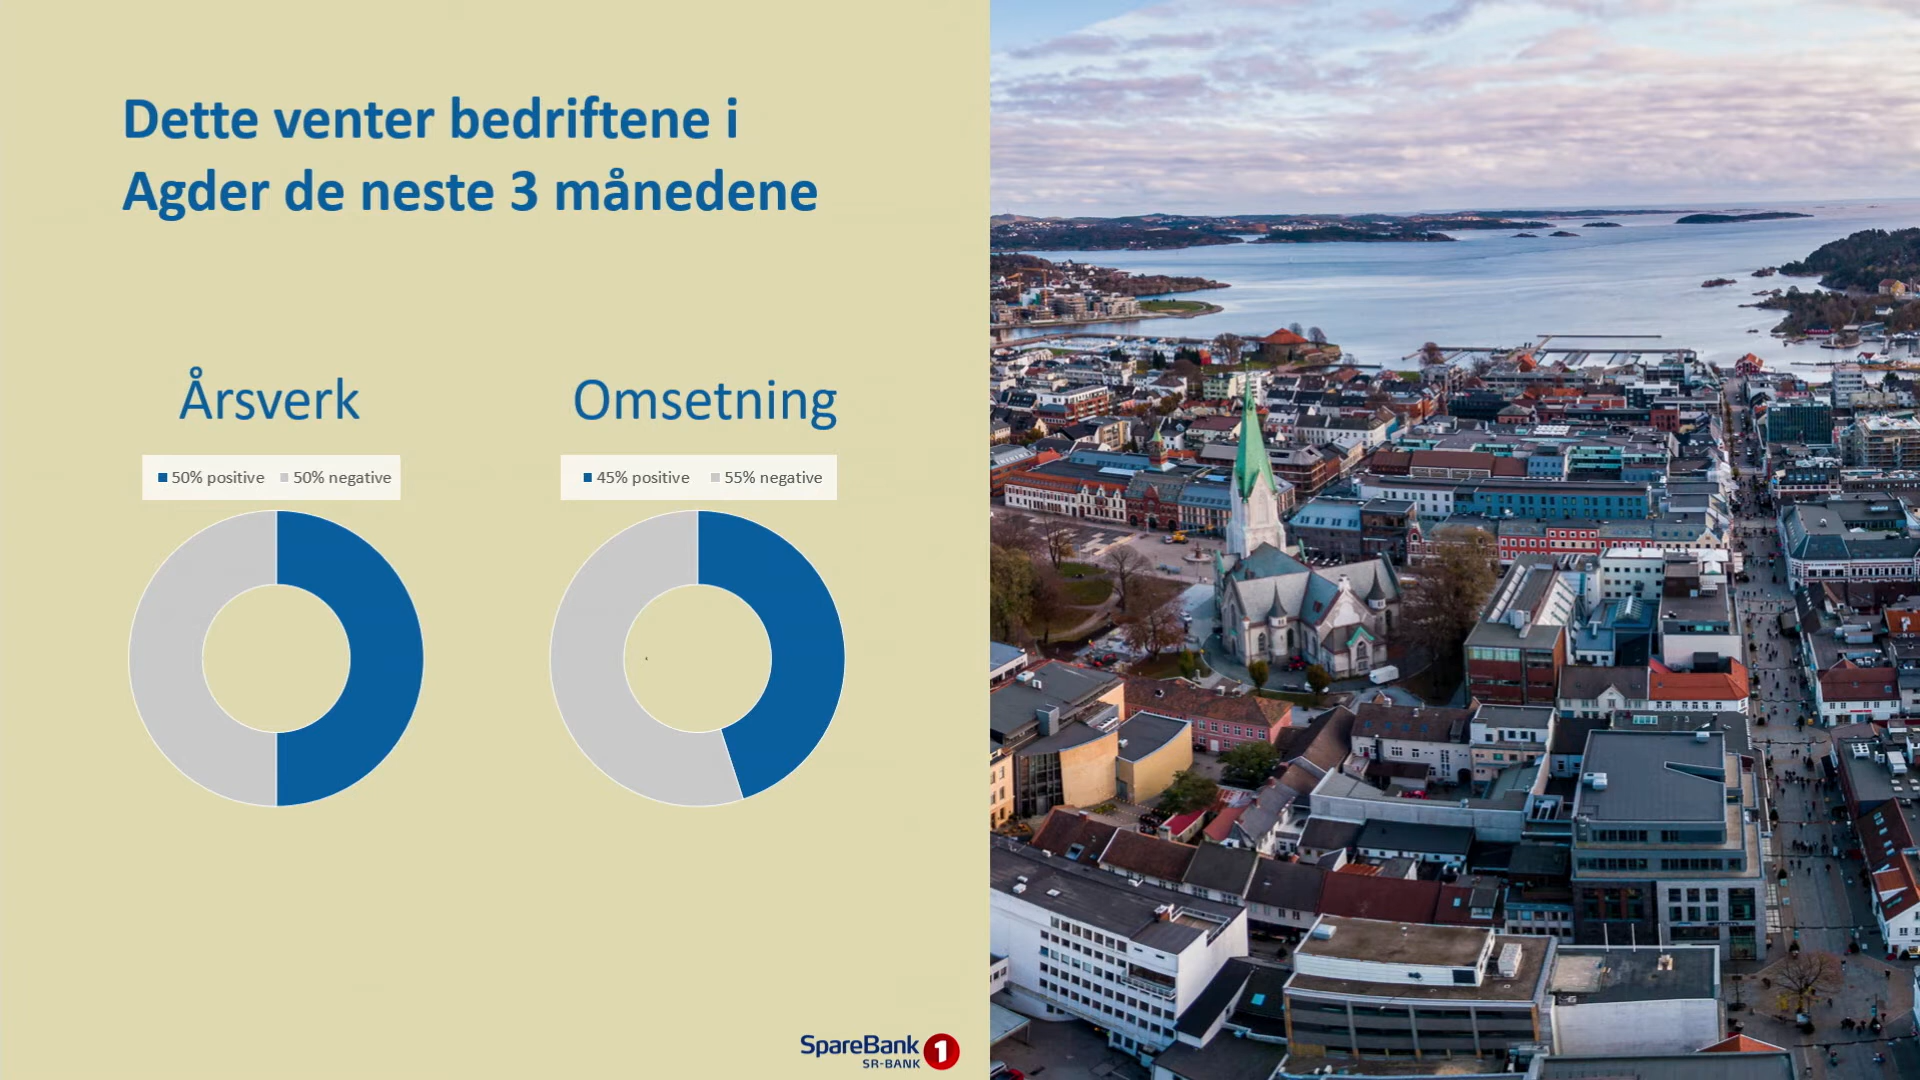 Dette venter bedriftene i
Agder de neste 3 månedene
Årsverk
50% positive 50% negative
Omsetning
45% positive 55% negative
SpareBank 1
SR-BANK